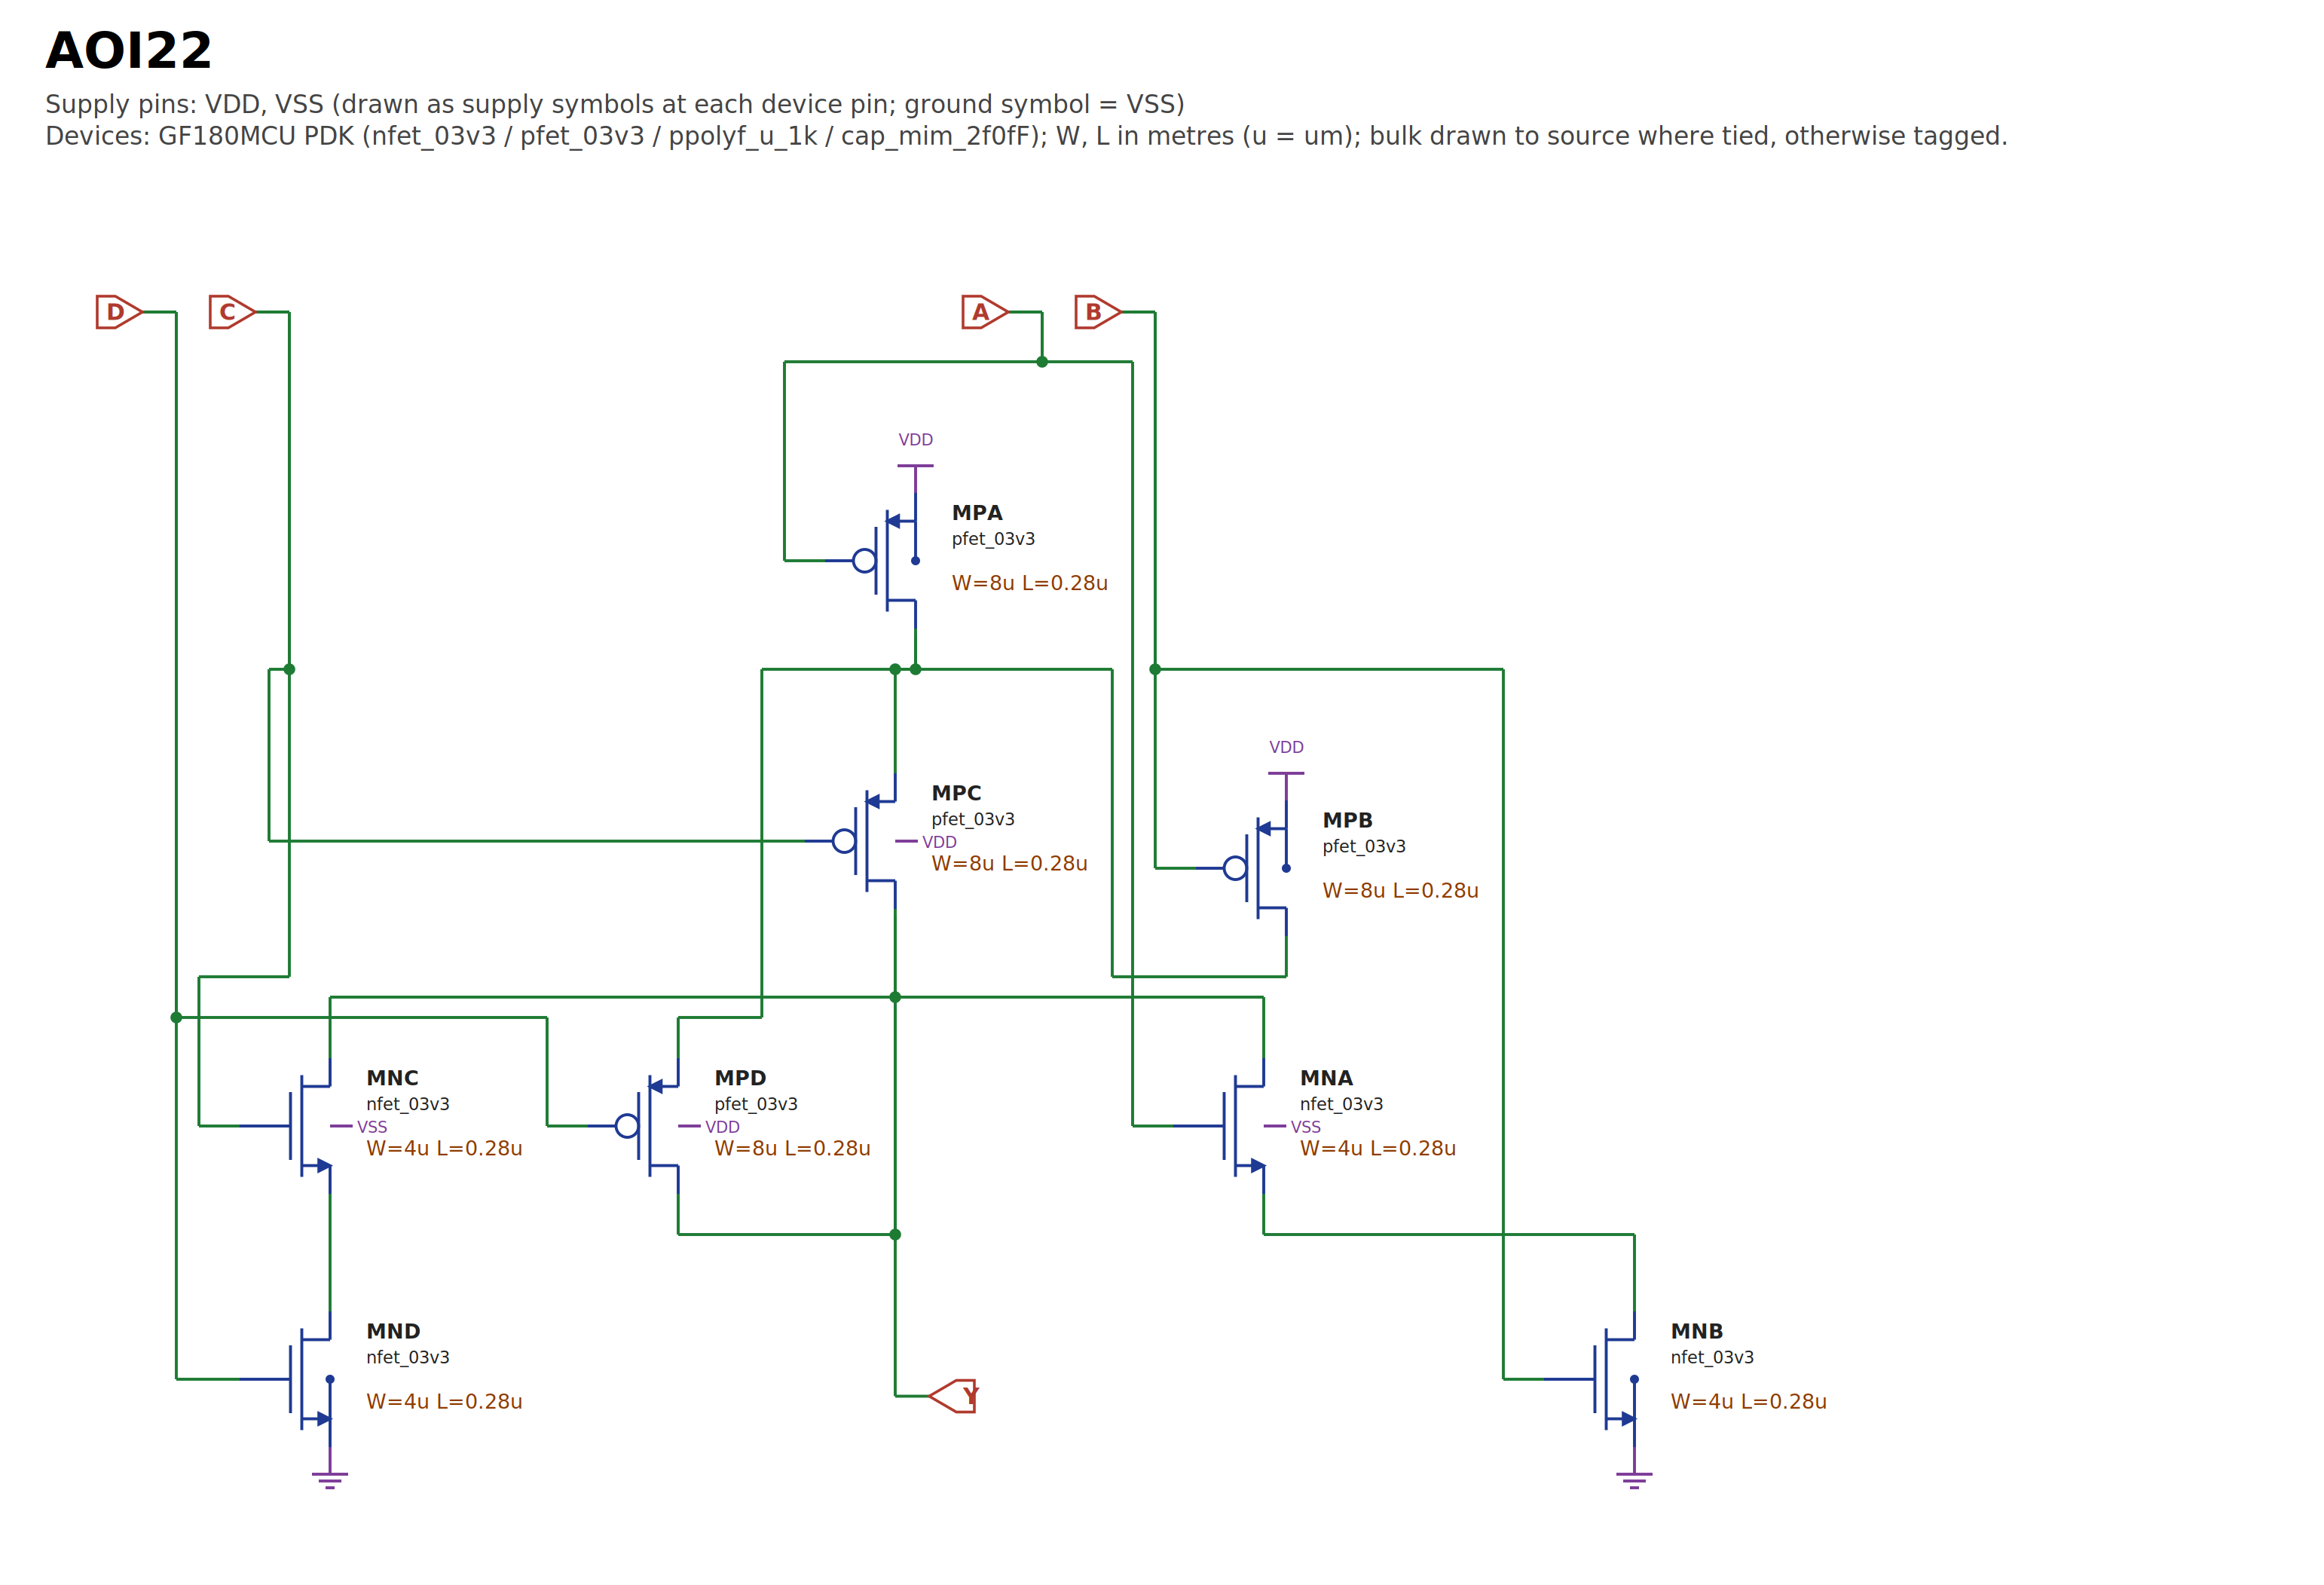 AOI22
Supply pins: VDD, VSS (drawn as supply symbols at each device pin; ground symbol = VSS)
Devices: GF180MCU PDK (nfet_03v3 / pfet_03v3 / ppolyf_u_1k / cap_mim_2f0fF); W, L in metres (u = um); bulk drawn to source where tied, otherwise tagged.
D
C
A
B
VDD
MPA
pfet_03v3
W=8u L=0.28u
VDD
MPC
pfet_03v3
VDD
W=8u L=0.28u
MPB
pfet_03v3
W=8u L=0.28u
MNC
nfet_03v3
VSS
W=4u L=0.28u
MPD
pfet_03v3
VDD
W=8u L=0.28u
MNA
nfet_03v3
VSS
W=4u L=0.28u
MND
nfet_03v3
W=4u L=0.28u
Y
MNB
nfet_03v3
W=4u L=0.28u